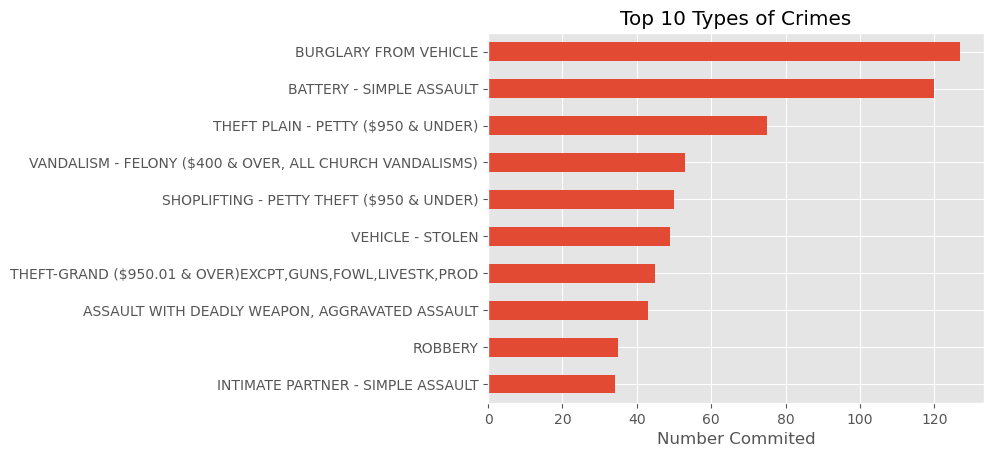 Top 10 Types of Crimes
BURGLARY FROM VEHICLE
BATTERY - SIMPLE ASSAULT
THEFT PLAIN - PETTY ($950 & UNDER)
VANDALISM - FELONY ($400 & OVER, ALL CHURCH VANDALISMS)
SHOPLIFTING - PETTY THEFT ($950 & UNDER)
VEHICLE - STOLEN
THEFT-GRAND ($950.01 & OVER)EXCPT,GUNS,FOWL,LIVESTK,PROD
ASSAULT WITH DEADLY WEAPON, AGGRAVATED ASSAULT
ROBBERY
INTIMATE PARTNER - SIMPLE ASSAULT
0 20 40 60 80 100 120
Number Commited